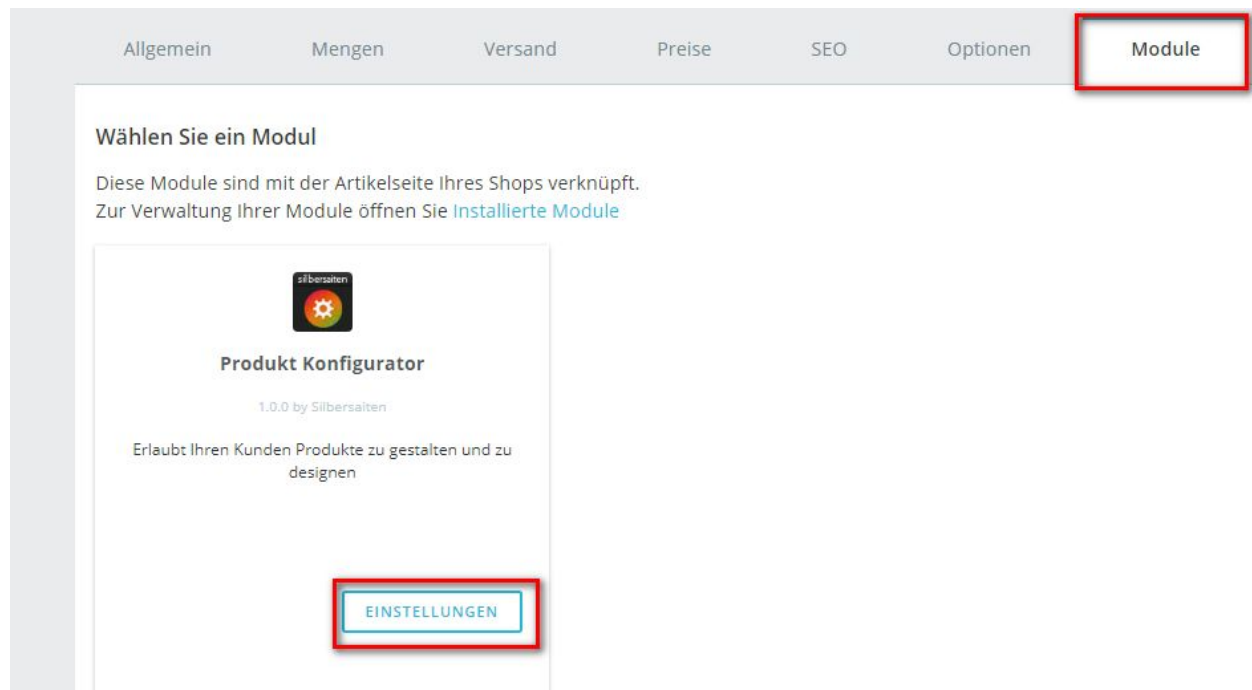 Allgemein Mengen Versand Preise SEO Optionen Module
Wählen Sie ein Modul
Diese Module sind mit der Artikelseite Ihres Shops verknüpft.
Zur Verwaltung Ihrer Module öffnen Sie Installierte Module
silbersaiten
Produkt Konfigurator
1.0.0 by Silbersaiten
Erlaubt Ihren Kunden Produkte zu gestalten und zu
designen
EINSTELLUNGEN